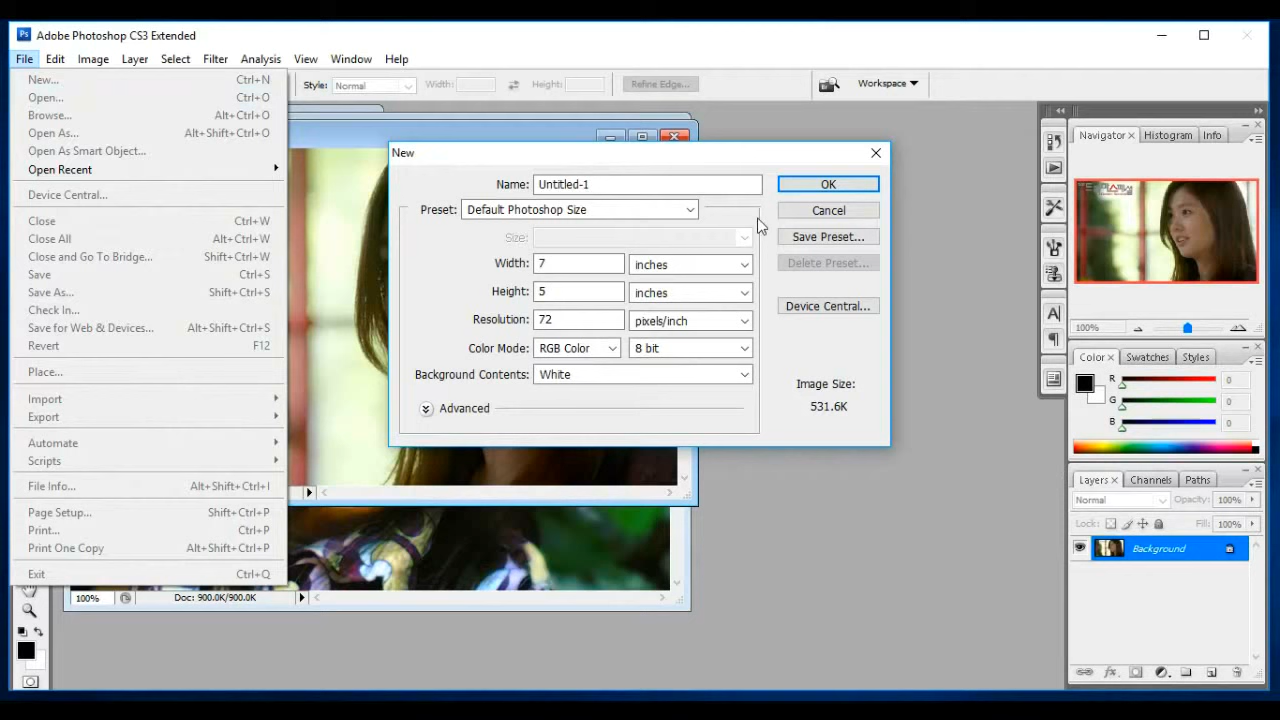 Ps Adobe Photoshop CS3 Extended
File Edit Image Layer Select Filter Analysis View Window Help
Style: Normal Width: Height: Refine Edge... Workspace
New... Ctrl+N
Open... Ctrl+O
Browse... Alt+Ctrl+O
Open As... Alt+Shift+Ctrl+O
Open As Smart Object...
Open Recent
Device Central...
Close Ctrl+W
Close All Alt+Ctrl+W
Close and Go To Bridge... Shift+Ctrl+W
Save Ctrl+S
Save As... Shift+Ctrl+S
Check In...
Save for Web & Devices... Alt+Shift+Ctrl+S
Revert F12
Place...
Import
Export
Automate
Scripts
File Info... Alt+Shift+Ctrl+I
Page Setup... Shift+Ctrl+P
Print... Ctrl+P
Print One Copy Alt+Shift+Ctrl+P
Exit Ctrl+Q
New
Name: Untitled-1 OK
Preset: Default Photoshop Size Cancel
Size: Save Preset...
Width: 7 inches Delete Preset...
Height: 5 inches Device Central...
Resolution: 72 pixels/inch
Color Mode: RGB Color 8 bit
Background Contents: White
Image Size:
531.6K
Advanced
100% Doc: 900.0K/900.0K
Navigator Histogram Info
100%
Color Swatches Styles
R 0
G 0
B 0
Layers Channels Paths
Normal Opacity: 100%
Lock: Fill: 100%
Background